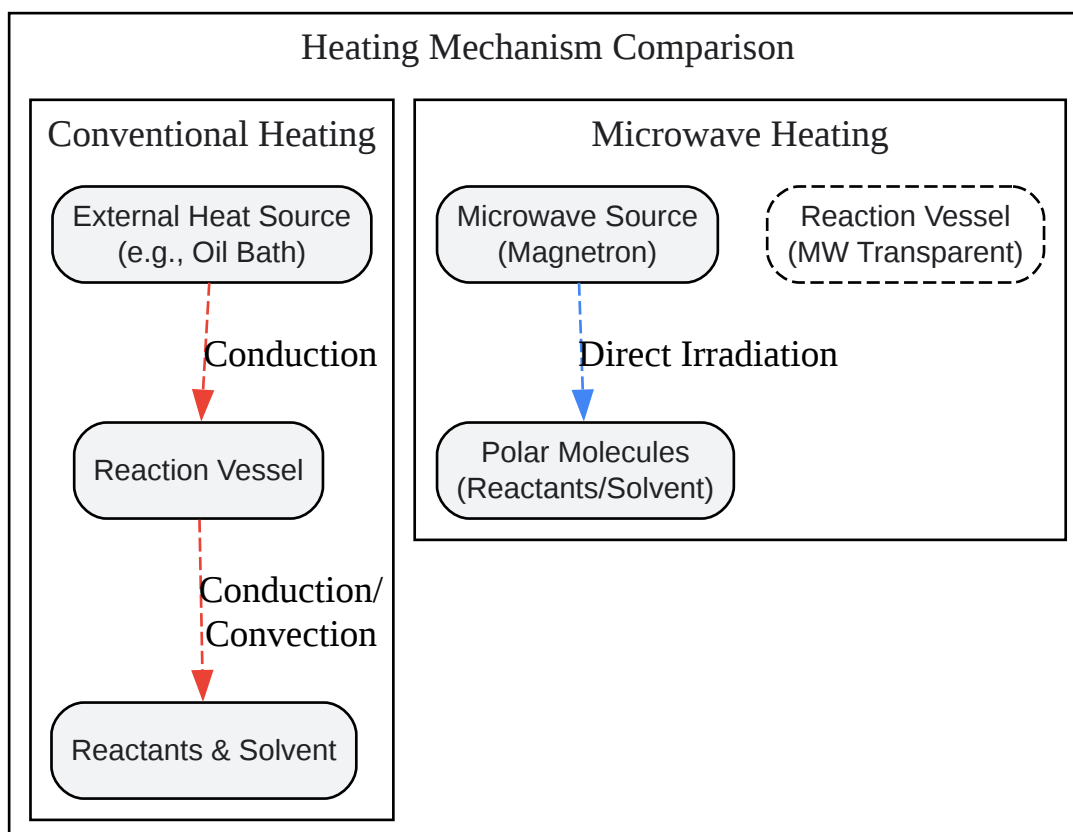 Heating Mechanism Comparison
Conventional Heating
External Heat Source
(e.g., Oil Bath)
Conduction
Reaction Vessel
Conduction/
Convection
Reactants & Solvent
Microwave Heating
Microwave Source
(Magnetron)
Reaction Vessel
(MW Transparent)
Direct Irradiation
Polar Molecules
(Reactants/Solvent)